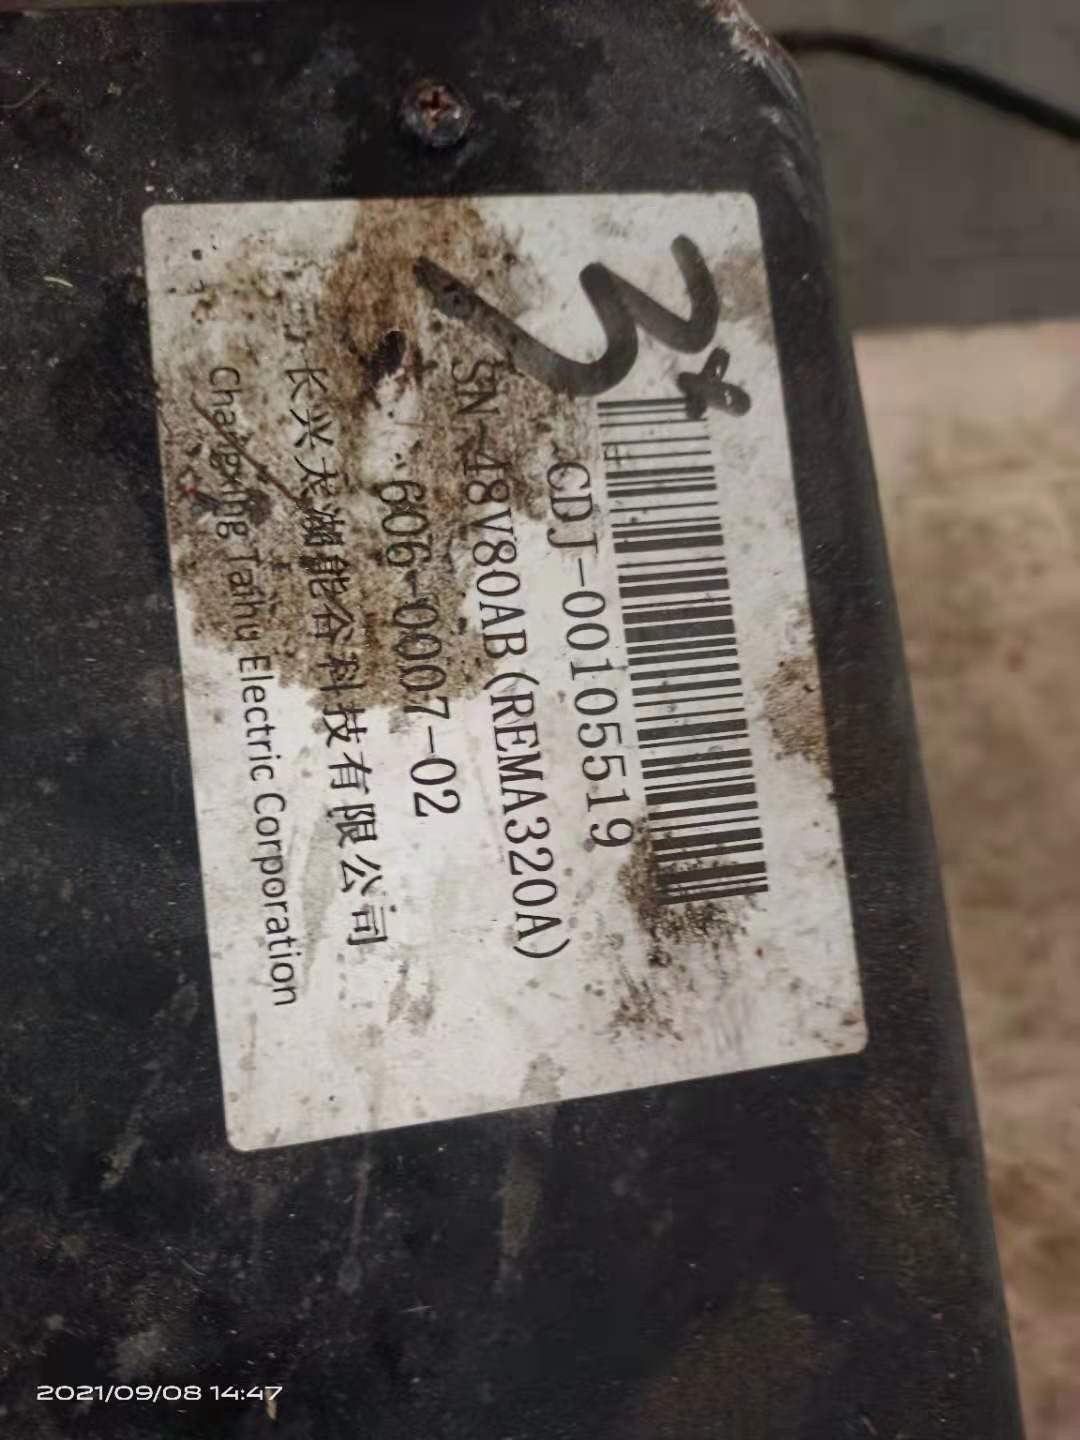 3#
CDJ-00105519
SN-48V80AB(REMA320A)
606-0007-02
长兴太湖能谷科技有限公司
Changxing Taihu Electric Corporation
2021/09/08 14:47